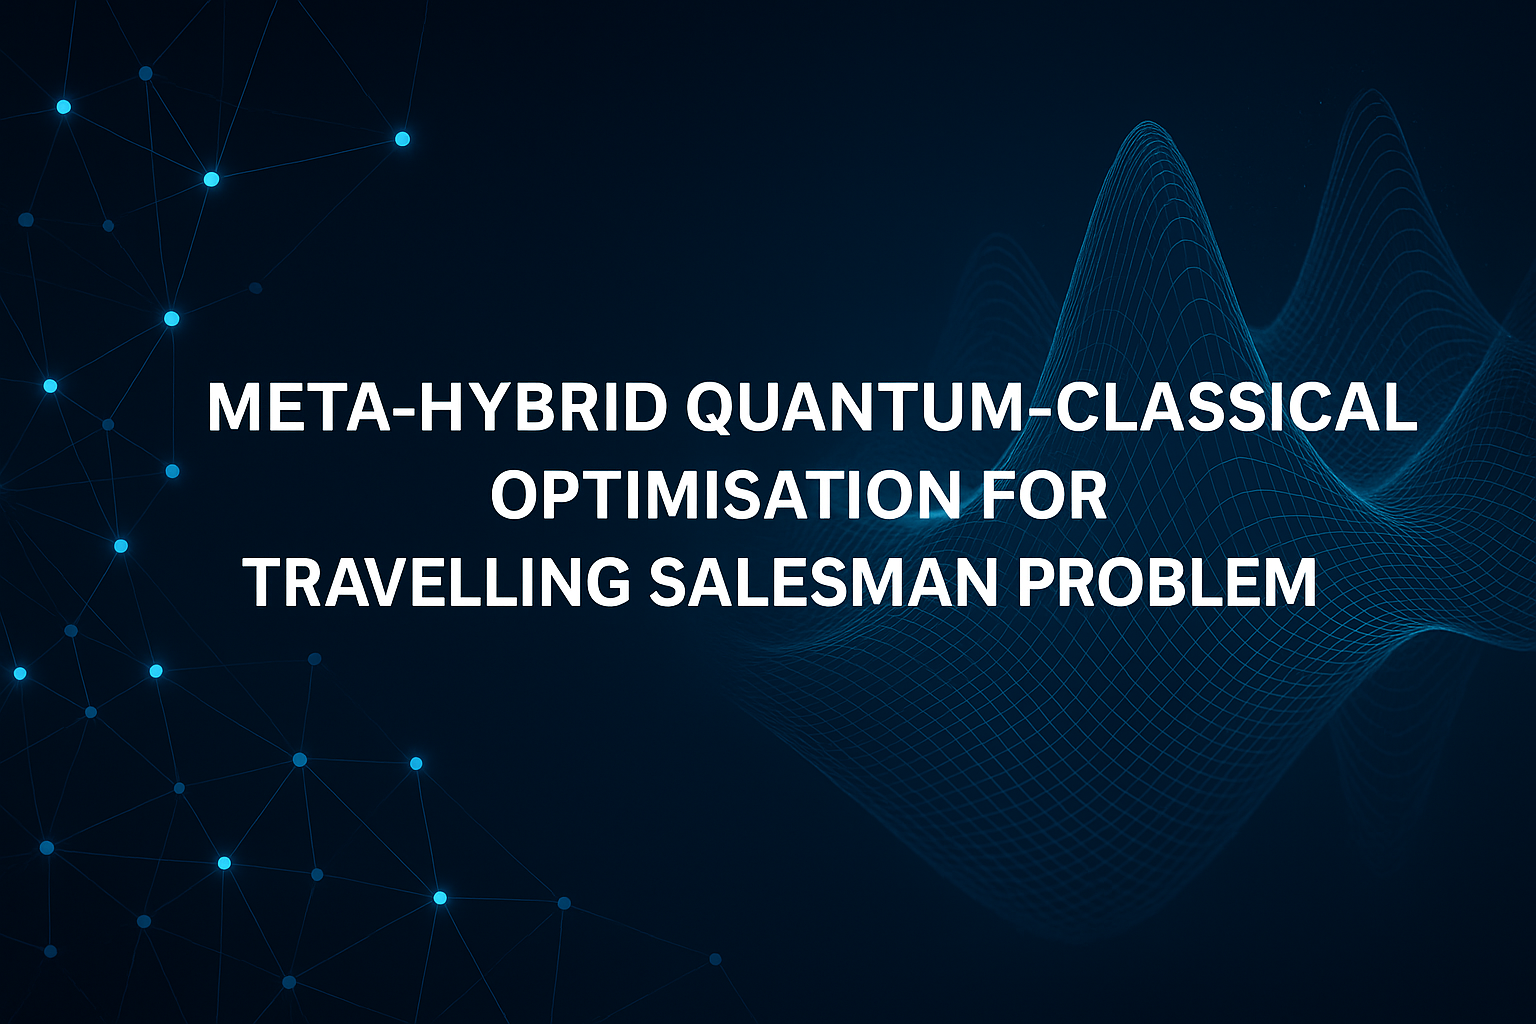 META-HYBRID QUANTUM-CLASSICAL
OPTIMISATION FOR
TRAVELLING SALESMAN PROBLEM